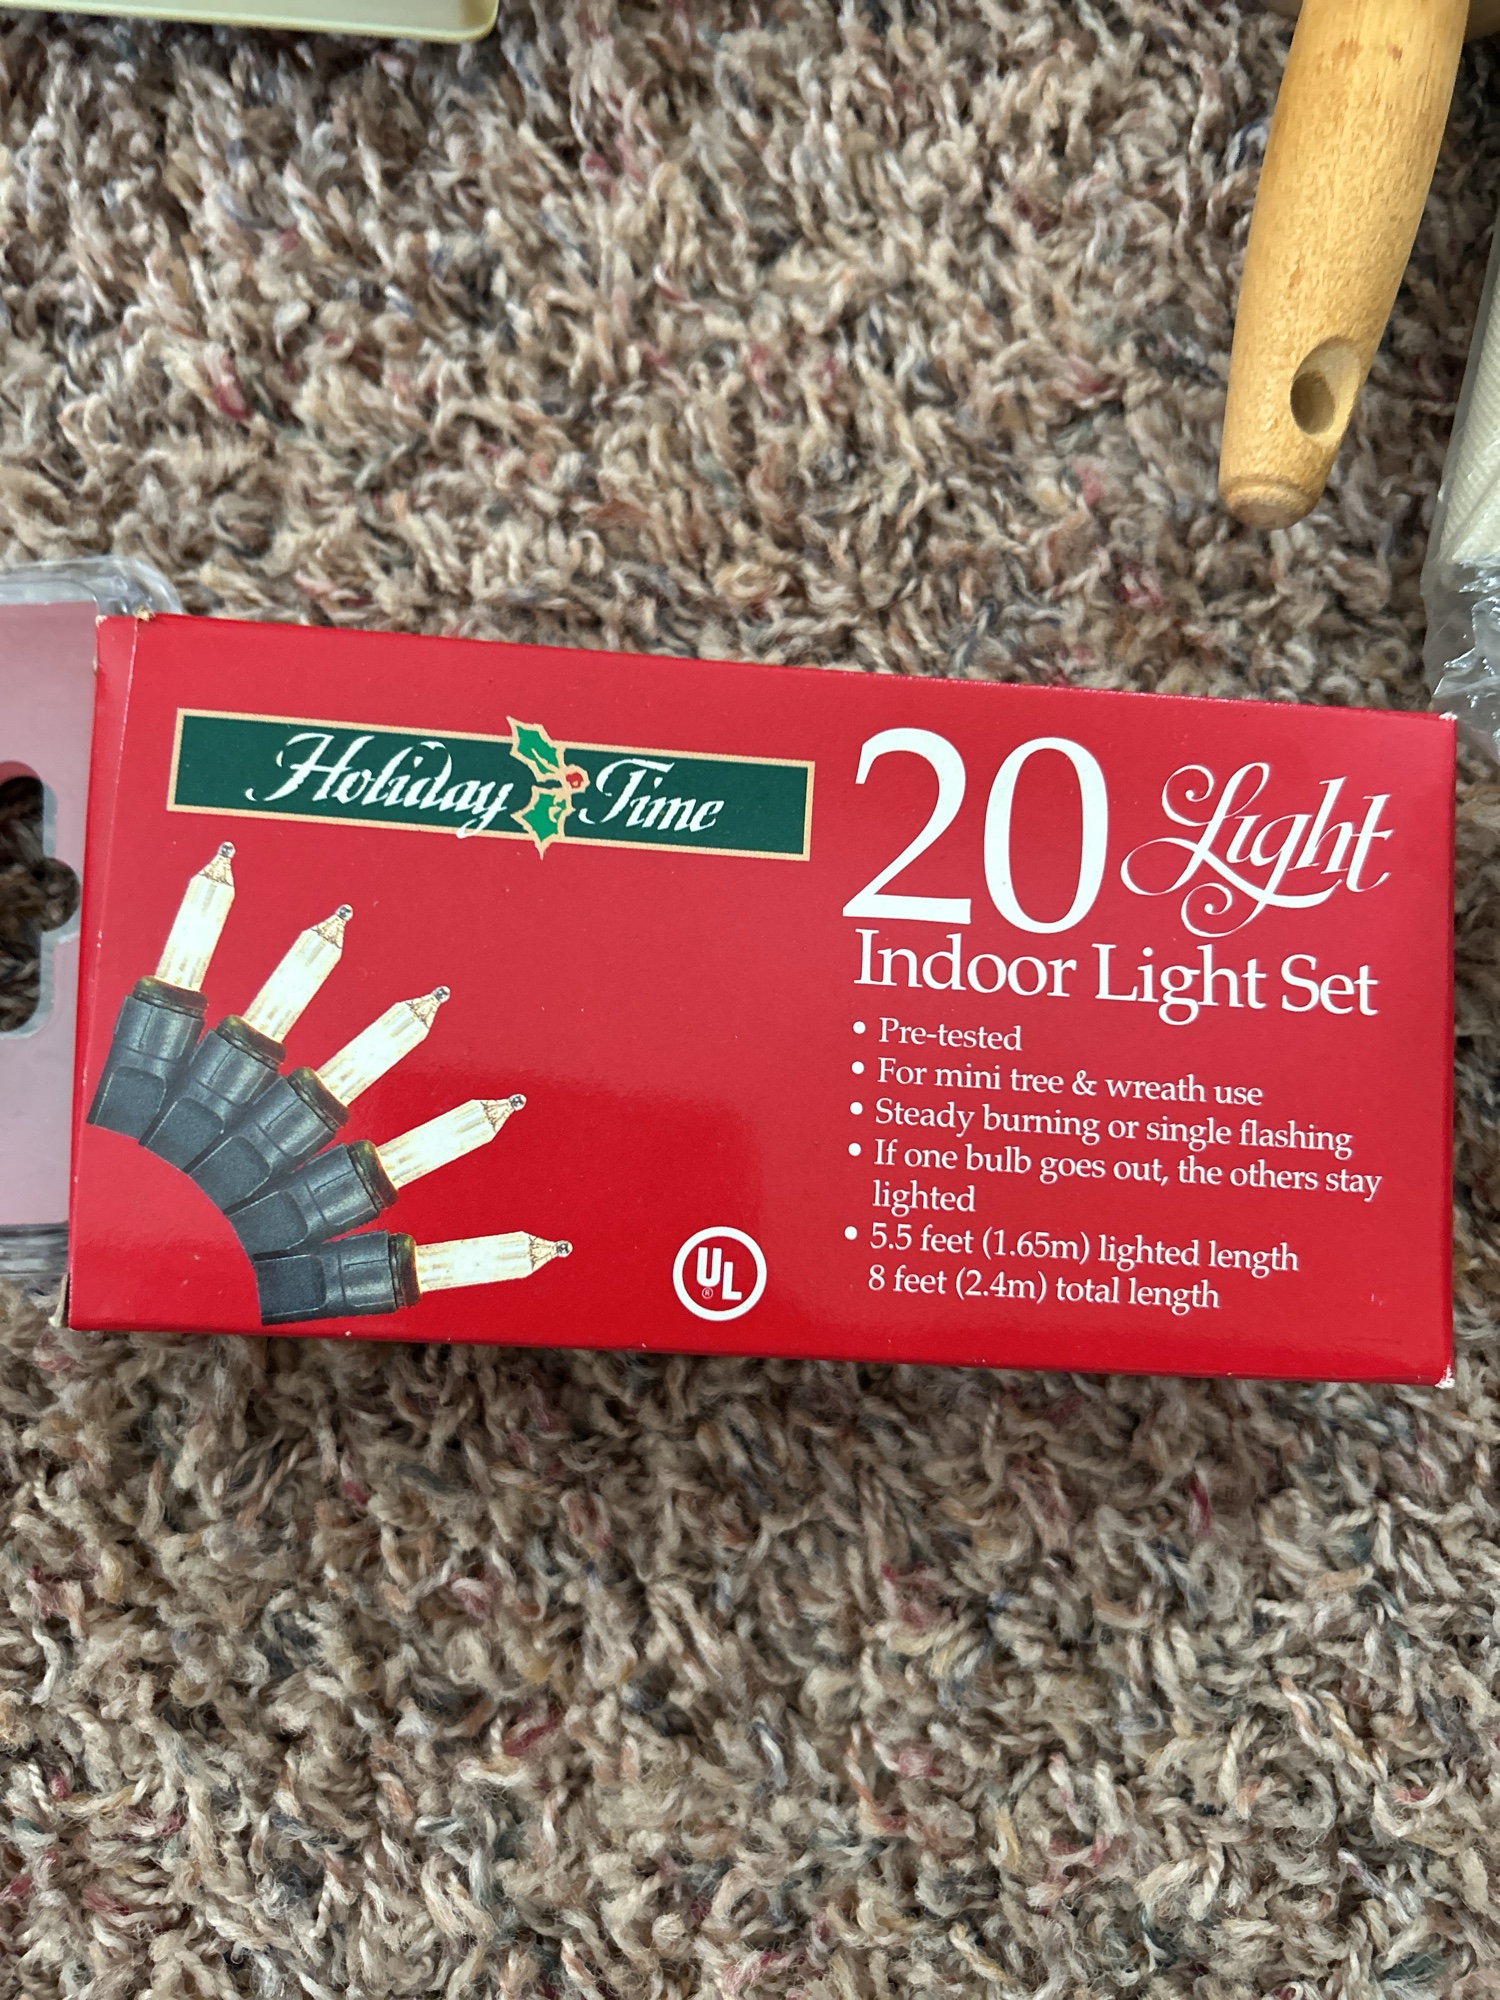 Holiday Time
20 Light
Indoor Light Set
• Pre-tested
• For mini tree & wreath use
• Steady burning or single flashing
• If one bulb goes out, the others stay
lighted
• 5.5 feet (1.65m) lighted length
8 feet (2.4m) total length
UL
®